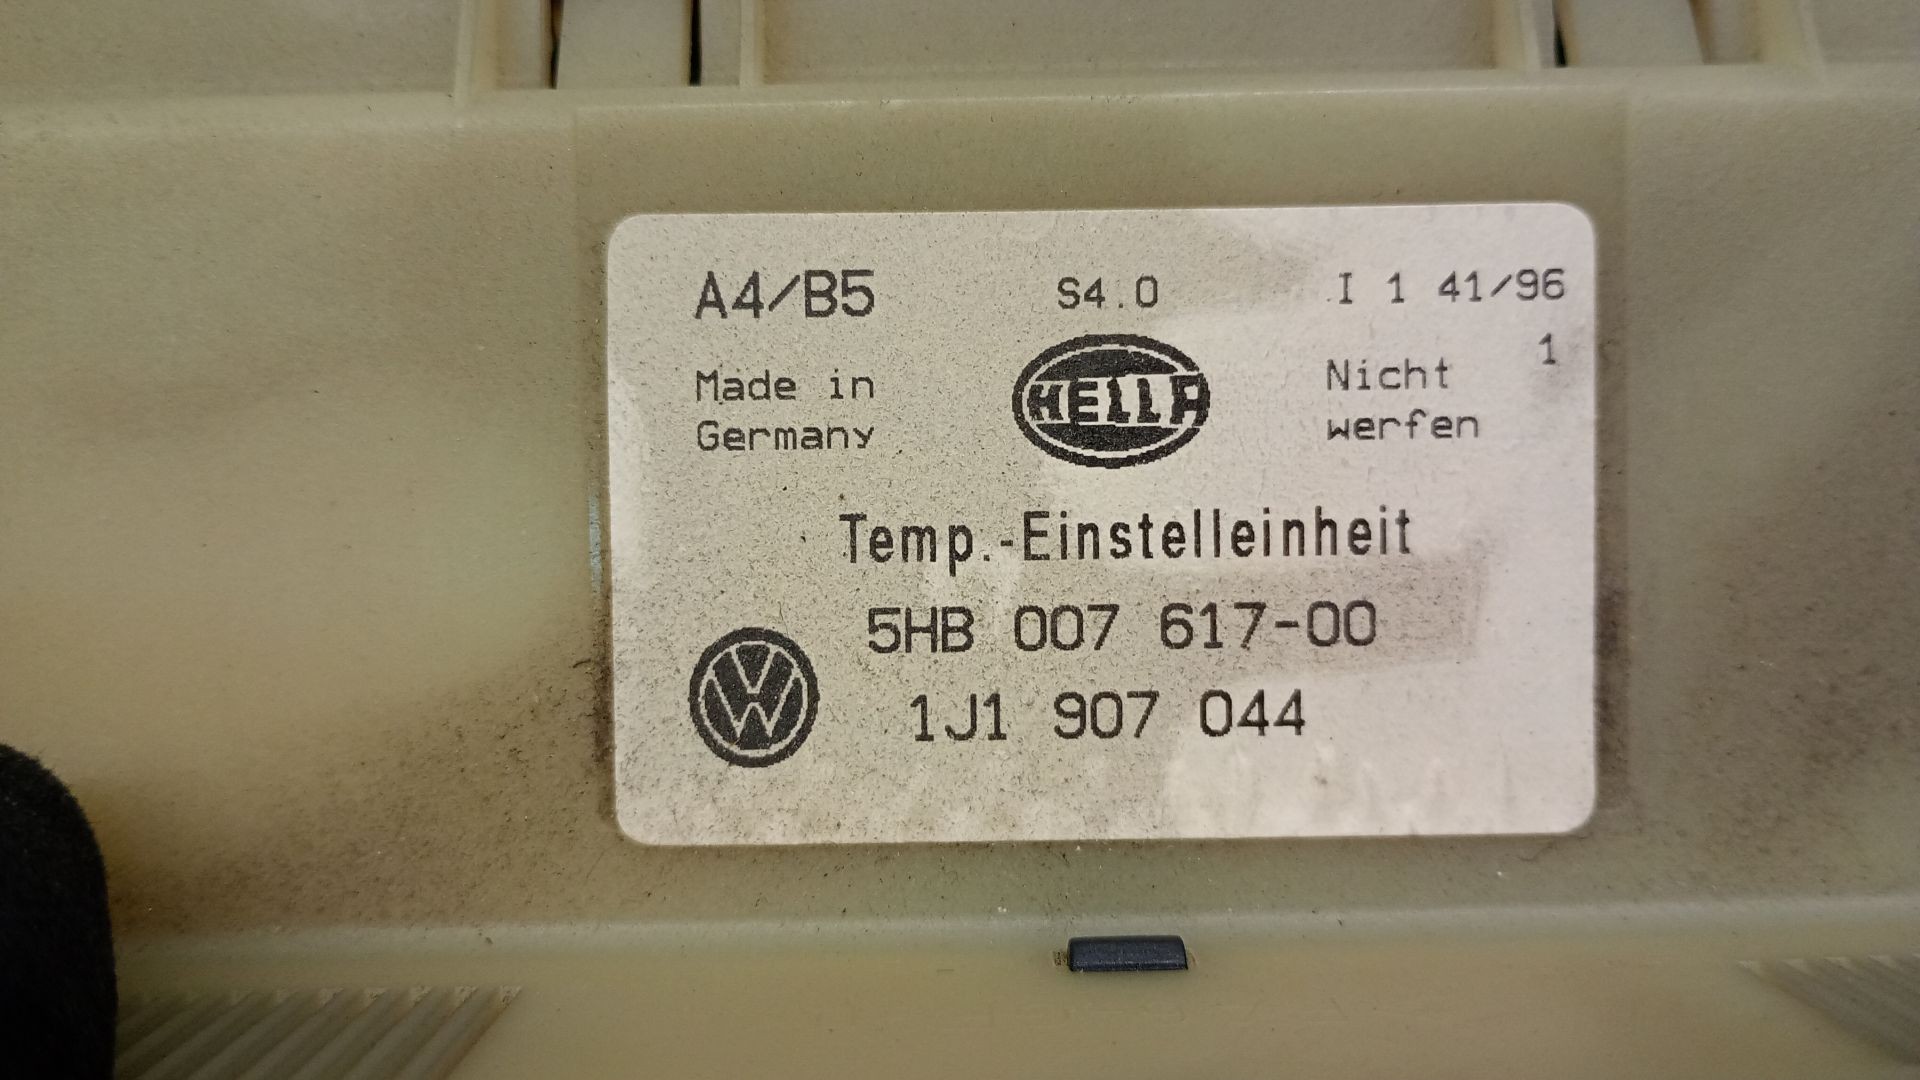 A4/B5 S4.0 I 1 41/96
1
Made in
Germany
HELLA
Nicht
werfen
Temp.-Einstelleinheit
5HB 007 617-00
VW
1J1 907 044